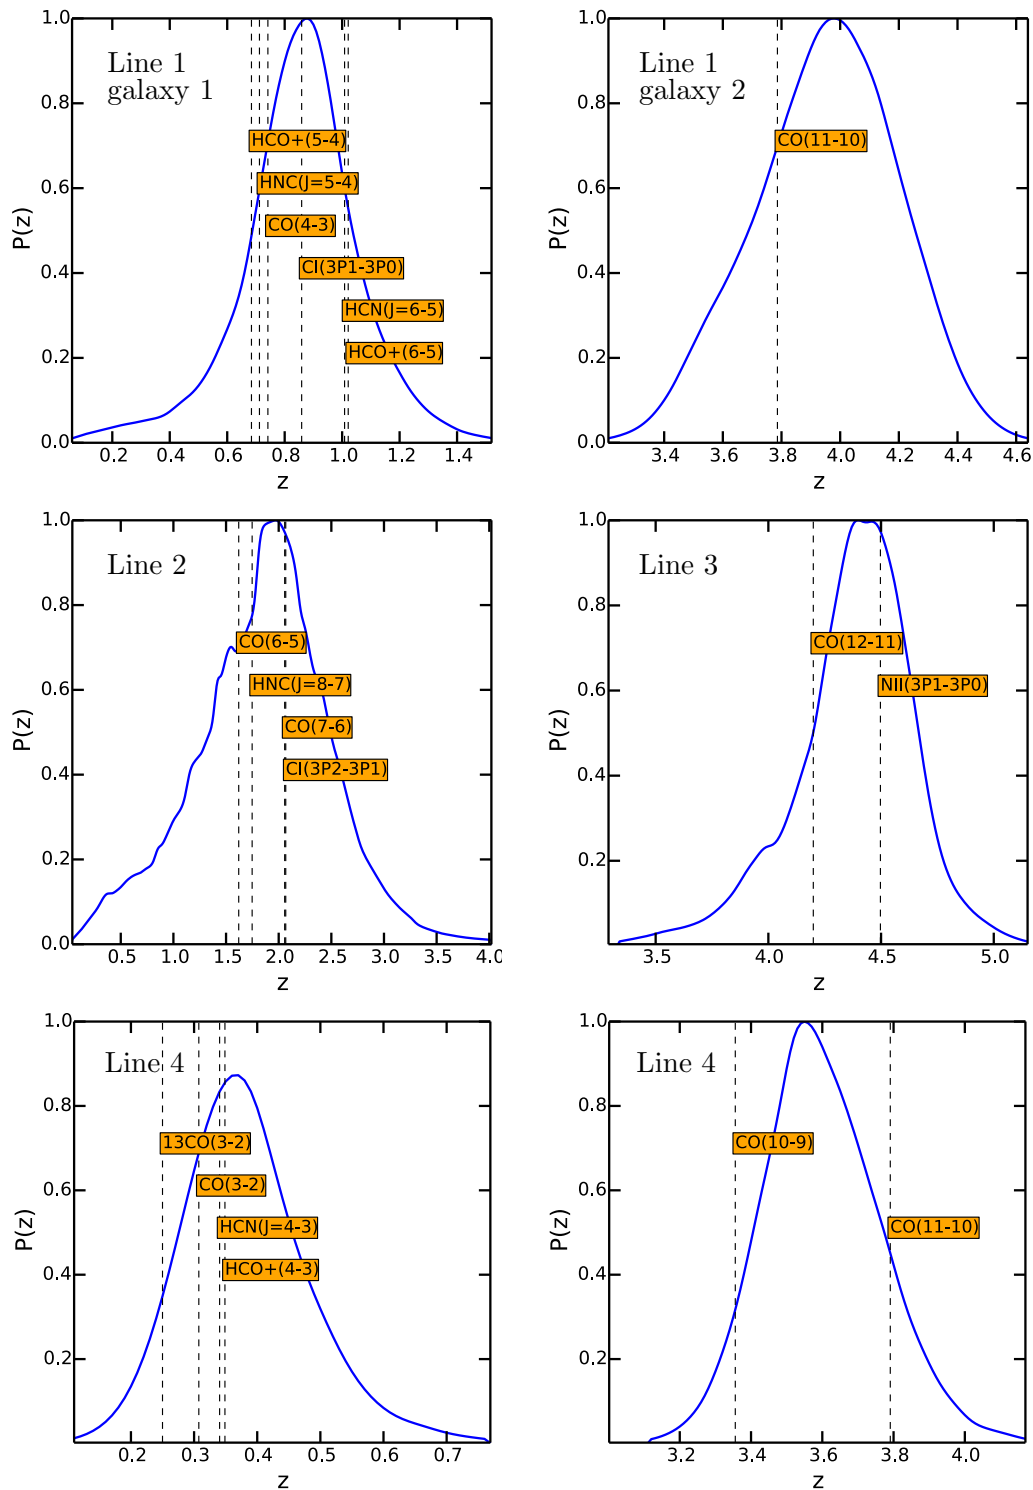 1.0
0.8
0.6
0.4
0.2
0.0
P(z)
Line 1
galaxy 1
HCO+(5-4)
HNC(J=5-4)
CO(4-3)
CI(3P1-3P0)
HCN(J=6-5)
HCO+(6-5)
0.2 0.4 0.6 0.8 1.0 1.2 1.4
z
1.0
0.8
0.6
0.4
0.2
0.0
P(z)
Line 1
galaxy 2
CO(11-10)
3.4 3.6 3.8 4.0 4.2 4.4 4.6
z
1.0
0.8
0.6
0.4
0.2
0.0
P(z)
Line 2
CO(6-5)
HNC(J=8-7)
CO(7-6)
CI(3P2-3P1)
0.5 1.0 1.5 2.0 2.5 3.0 3.5 4.0
z
1.0
0.8
0.6
0.4
0.2
P(z)
Line 3
CO(12-11)
NII(3P1-3P0)
3.5 4.0 4.5 5.0
z
1.0
0.8
0.6
0.4
0.2
P(z)
Line 4
13CO(3-2)
CO(3-2)
HCN(J=4-3)
HCO+(4-3)
0.2 0.3 0.4 0.5 0.6 0.7
z
1.0
0.8
0.6
0.4
0.2
P(z)
Line 4
CO(10-9)
CO(11-10)
3.2 3.4 3.6 3.8 4.0
z